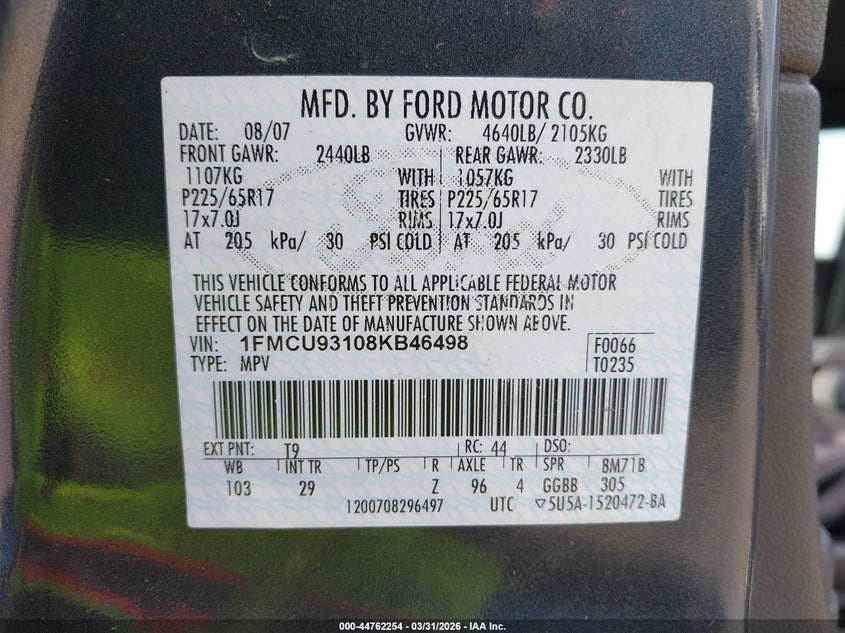 MFD. BY FORD MOTOR CO.
DATE: 08/07 GVWR: 4640LB/ 2105KG
FRONT GAWR: 2440LB REAR GAWR: 2330LB
1107KG WITH 1057KG WITH
P225/65R17 TIRES P225/65R17 TIRES
17x7.0J RIMS 17x7.0J RIMS
AT 205 kPa/ 30 PSI COLD AT 205 kPa/ 30 PSI COLD
THIS VEHICLE CONFORMS TO ALL APPLICABLE FEDERAL MOTOR
VEHICLE SAFETY AND THEFT PREVENTION STANDARDS IN
EFFECT ON THE DATE OF MANUFACTURE SHOWN ABOVE.
VIN: 1FMCU93108KB46498 F0066
TYPE: MPV T0235
EXT PNT: T9 RC: 44 DSO:
WB INT TR TP/PS R AXLE TR SPR 8M71B
103 29 Z 96 4 GGBB 305
1200708296497 UTC ▽5U5A-1520472-BA
000-44762254 - 03/31/2026 - IAA Inc.